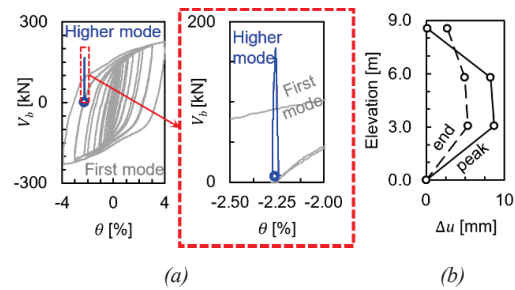 300
Higher mode
V_b [kN]
0
First mode
-300
-4 -2 0 2 4
θ [%]
200
Higher
mode
First
mode
V_b [kN]
0
-2.50 -2.25 -2.00
θ [%]
(a)
9.0
6.0
3.0
0.0
Elevation [m]
end
peak
0 10
Δu [mm]
(b)